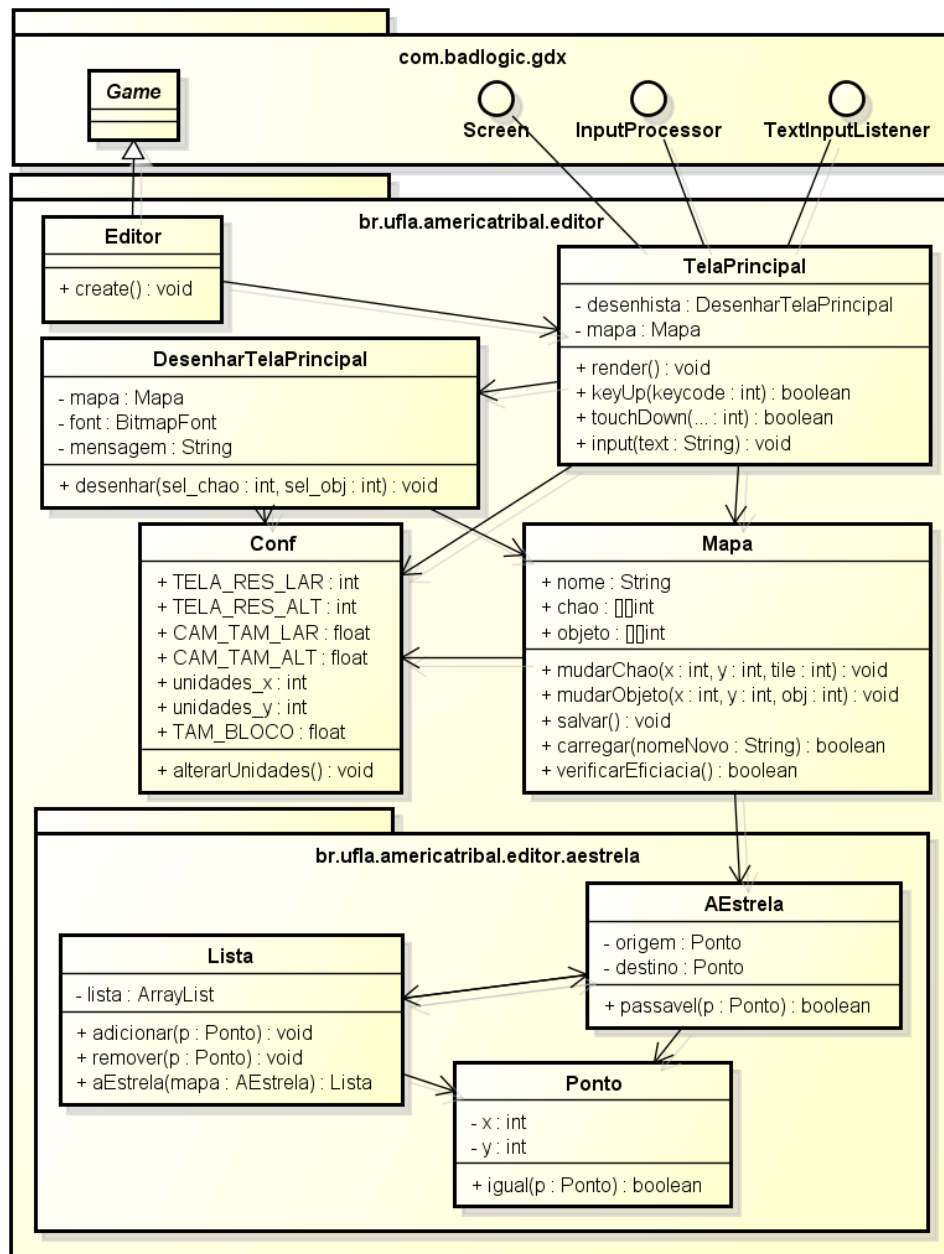 com.badlogic.gdx
Game
Screen
InputProcessor
TextInputListener
br.ufla.americatribal.editor
Editor
+ create() : void
TelaPrincipal
- desenhista : DesenharTelaPrincipal
- mapa : Mapa
+ render() : void
+ keyUp(keycode : int) : boolean
+ touchDown(... : int) : boolean
+ input(text : String) : void
DesenharTelaPrincipal
- mapa : Mapa
- font : BitmapFont
- mensagem : String
+ desenhar(sel_chao : int, sel_obj : int) : void
Conf
+ TELA_RES_LAR : int
+ TELA_RES_ALT : int
+ CAM_TAM_LAR : float
+ CAM_TAM_ALT : float
+ unidades_x : int
+ unidades_y : int
+ TAM_BLOCO : float
+ alterarUnidades() : void
Mapa
+ nome : String
+ chao : [][]int
+ objeto : [][]int
+ mudarChao(x : int, y : int, tile : int) : void
+ mudarObjeto(x : int, y : int, obj : int) : void
+ salvar() : void
+ carregar(nomeNovo : String) : boolean
+ verificarEficiacia() : boolean
br.ufla.americatribal.editor.aestrela
AEstrela
- origem : Ponto
- destino : Ponto
+ passavel(p : Ponto) : boolean
Lista
- lista : ArrayList
+ adicionar(p : Ponto) : void
+ remover(p : Ponto) : void
+ aEstrela(mapa : AEstrela) : Lista
Ponto
- x : int
- y : int
+ igual(p : Ponto) : boolean